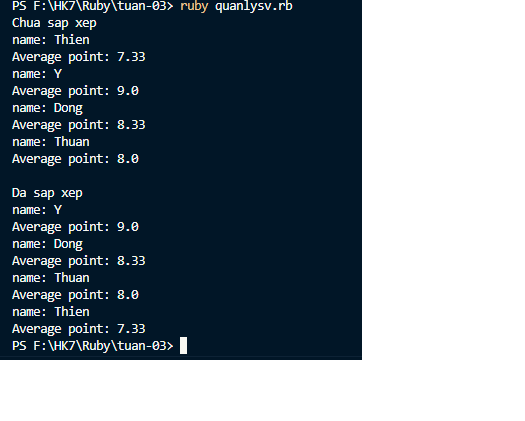 PS F:\HK7\Ruby\tuan-03> ruby quanlysv.rb
Chua sap xep
name: Thien
Average point: 7.33
name: Y
Average point: 9.0
name: Dong
Average point: 8.33
name: Thuan
Average point: 8.0

Da sap xep
name: Y
Average point: 9.0
name: Dong
Average point: 8.33
name: Thuan
Average point: 8.0
name: Thien
Average point: 7.33
PS F:\HK7\Ruby\tuan-03>